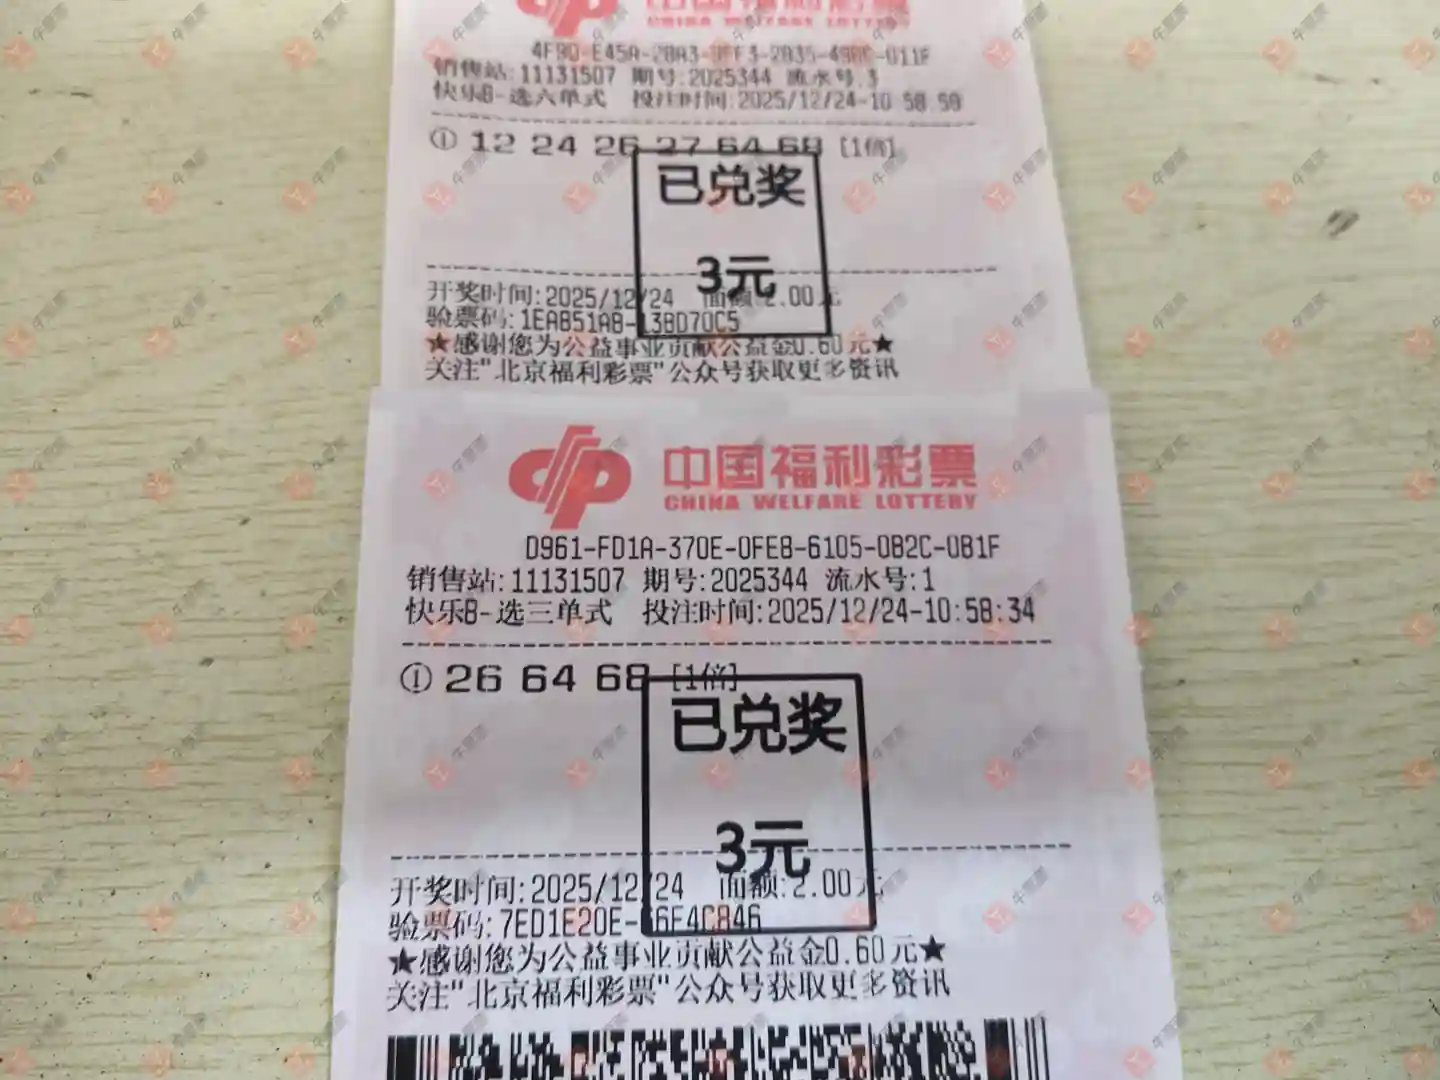 中国福利彩票
CHINA WELFARE LOTTERY
销售站:11131507 期号:2025344 流水号:3
快乐8-选六单式 投注时间:2025/12/24-10:58:58
① 12 24 26 27 64 68 [1倍]
已兑奖
3元
开奖时间:2025/12/24 面额:2.00元
验票码:1EAB51A8-13BD70C5
★感谢您为公益事业贡献公益金0.60元★
关注"北京福利彩票"公众号获取更多资讯
中国福利彩票
CHINA WELFARE LOTTERY
D961-FD1A-370E-0FE8-6105-0B2C-0B1F
销售站:11131507 期号:2025344 流水号:1
快乐8-选三单式 投注时间:2025/12/24-10:58:34
① 26 64 68 [1倍]
已兑奖
3元
开奖时间:2025/12/24 面额:2.00元
验票码:7ED1E20E-
★感谢您为公益事业贡献公益金0.60元★
关注"北京福利彩票"公众号获取更多资讯